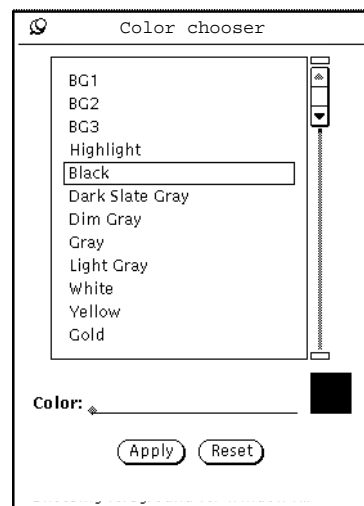 Color chooser
BG1
BG2
BG3
Highlight
Black
Dark Slate Gray
Dim Gray
Gray
Light Gray
White
Yellow
Gold
Color:
Apply Reset